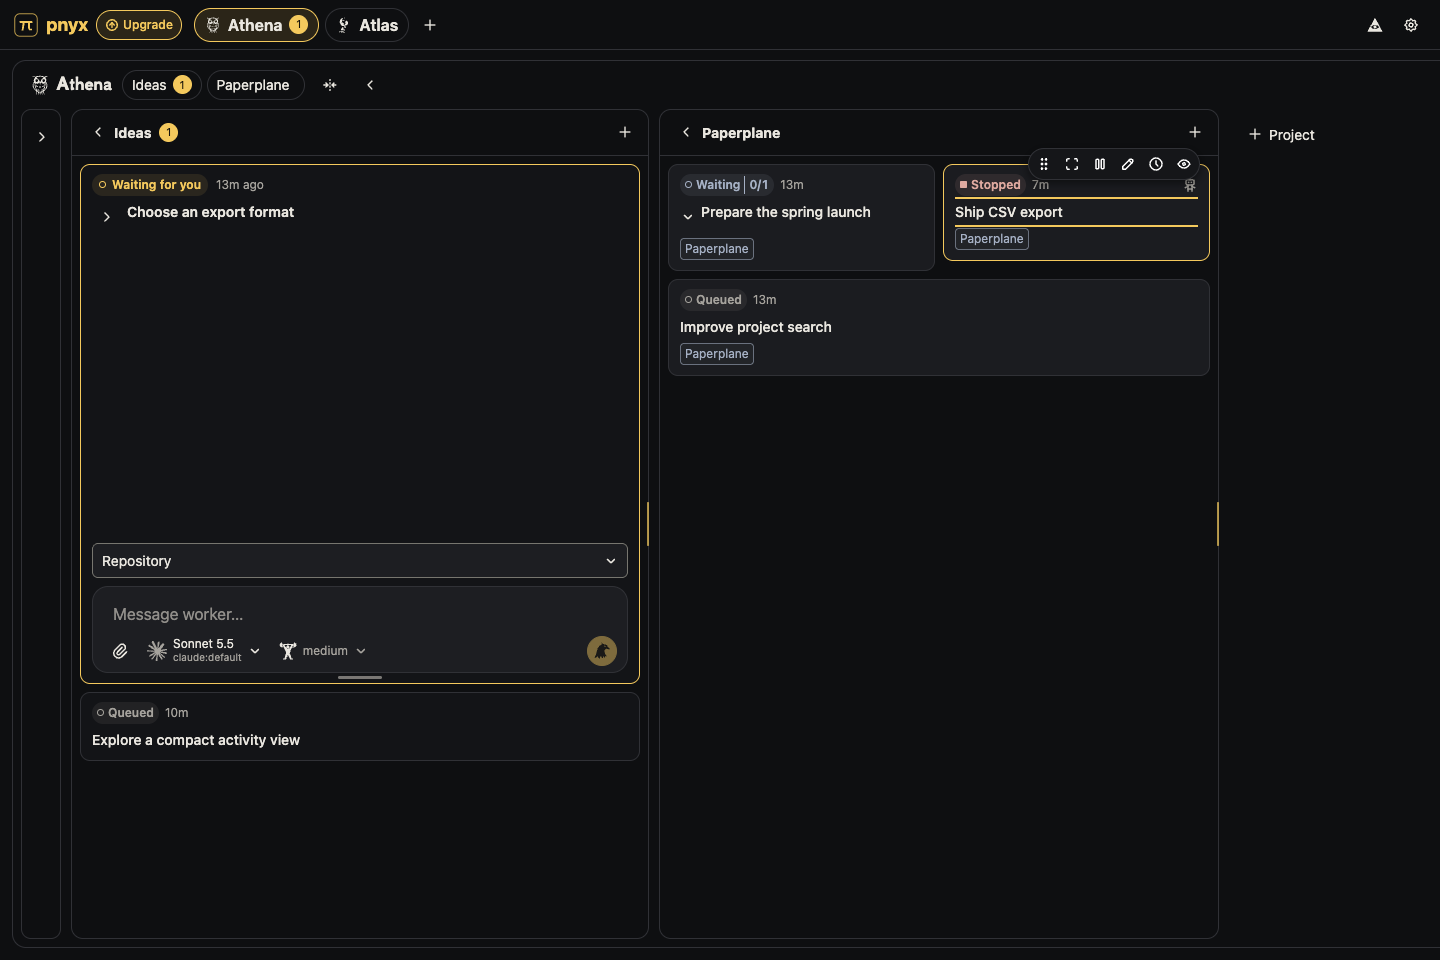 π pnyx
Upgrade
Athena 1
Atlas
Athena
Ideas 1
Paperplane
Ideas 1
Waiting for you 13m ago
Choose an export format
Repository
Message worker...
Sonnet 5.5
claude:default
medium
Queued 10m
Explore a compact activity view
Paperplane
Waiting 0/1 13m
Prepare the spring launch
Paperplane
Stopped 7m
Ship CSV export
Paperplane
Queued 13m
Improve project search
Paperplane
Project